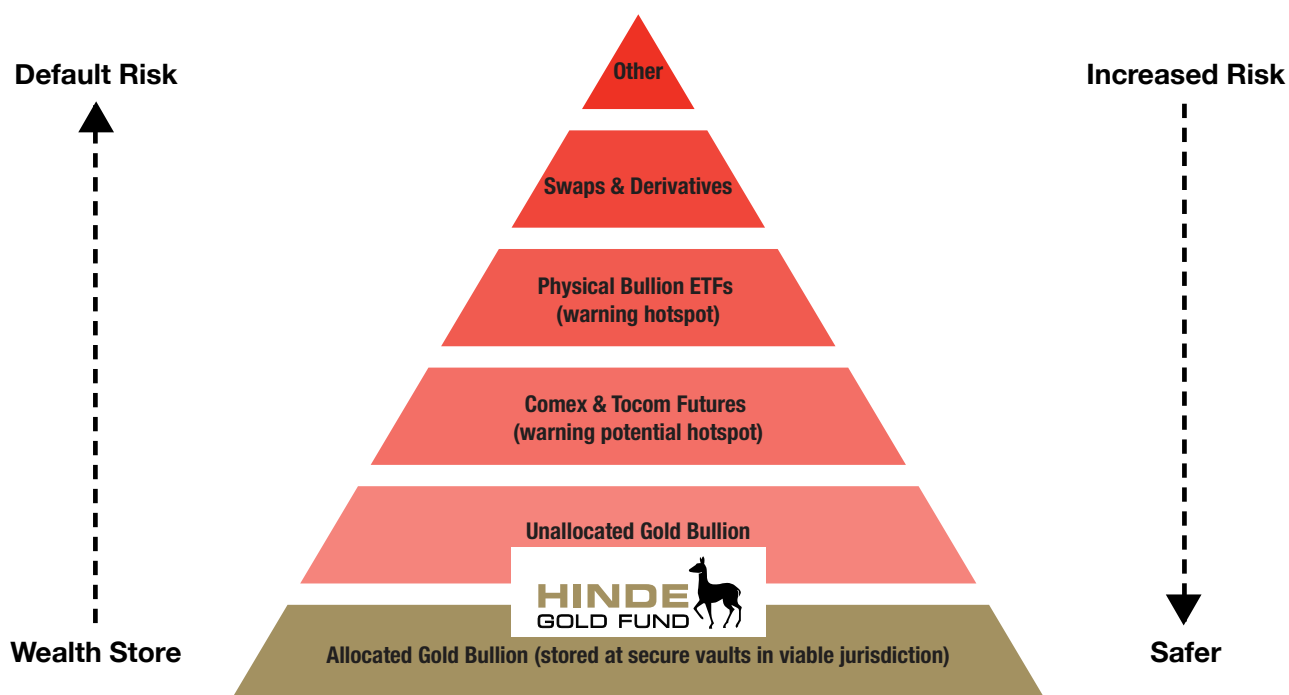 Default Risk
Increased Risk
Other
Swaps & Derivatives
Physical Bullion ETFs
(warning hotspot)
Comex & Tocom Futures
(warning potential hotspot)
Unallocated Gold Bullion
HINDE
GOLD FUND
Wealth Store
Allocated Gold Bullion (stored at secure vaults in viable jurisdiction)
Safer